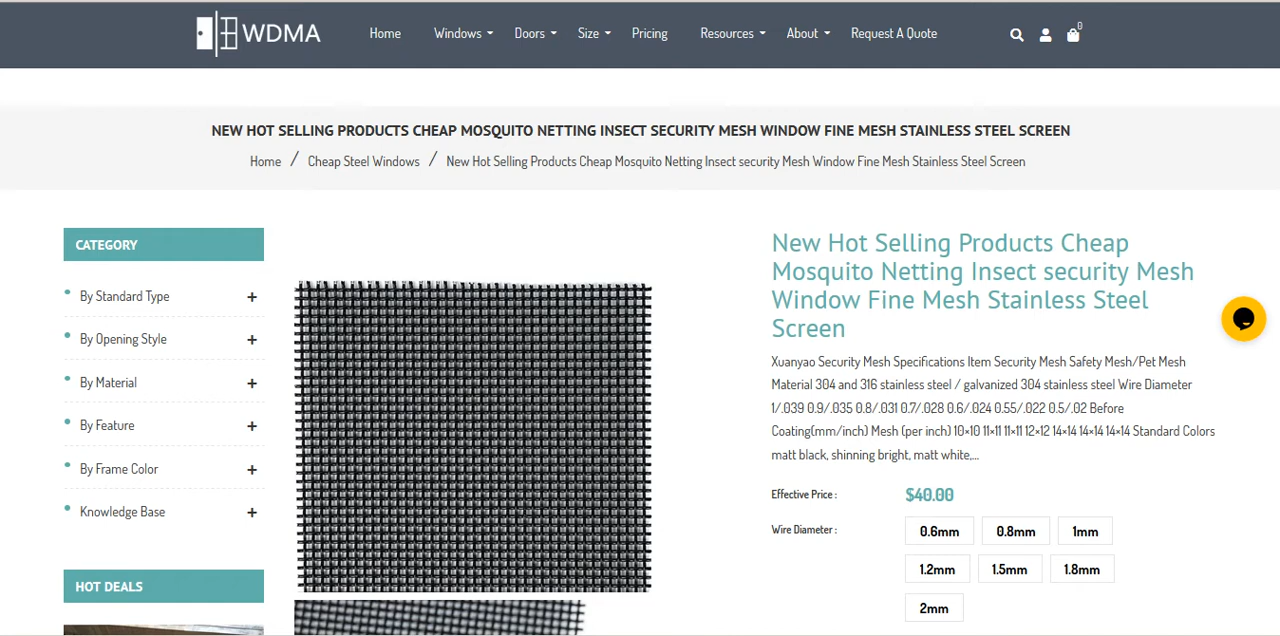 WDMA
Home Windows Doors Size Pricing Resources About Request A Quote
0
NEW HOT SELLING PRODUCTS CHEAP MOSQUITO NETTING INSECT SECURITY MESH WINDOW FINE MESH STAINLESS STEEL SCREEN
Home / Cheap Steel Windows / New Hot Selling Products Cheap Mosquito Netting Insect security Mesh Window Fine Mesh Stainless Steel Screen
CATEGORY
By Standard Type +
By Opening Style +
By Material +
By Feature +
By Frame Color +
Knowledge Base +
HOT DEALS
New Hot Selling Products Cheap
Mosquito Netting Insect security Mesh
Window Fine Mesh Stainless Steel
Screen
Xuanyao Security Mesh Specifications Item Security Mesh Safety Mesh/Pet Mesh
Material 304 and 316 stainless steel / galvanized 304 stainless steel Wire Diameter
1/.039 0.9/.035 0.8/.031 0.7/.028 0.6/.024 0.55/.022 0.5/.02 Before
Coating(mm/inch) Mesh (per inch) 10×10 11×11 11×11 12×12 14×14 14×14 14×14 Standard Colors
matt black, shinning bright, matt white,...
Effective Price : $40.00
Wire Diameter : 0.6mm 0.8mm 1mm
1.2mm 1.5mm 1.8mm
2mm